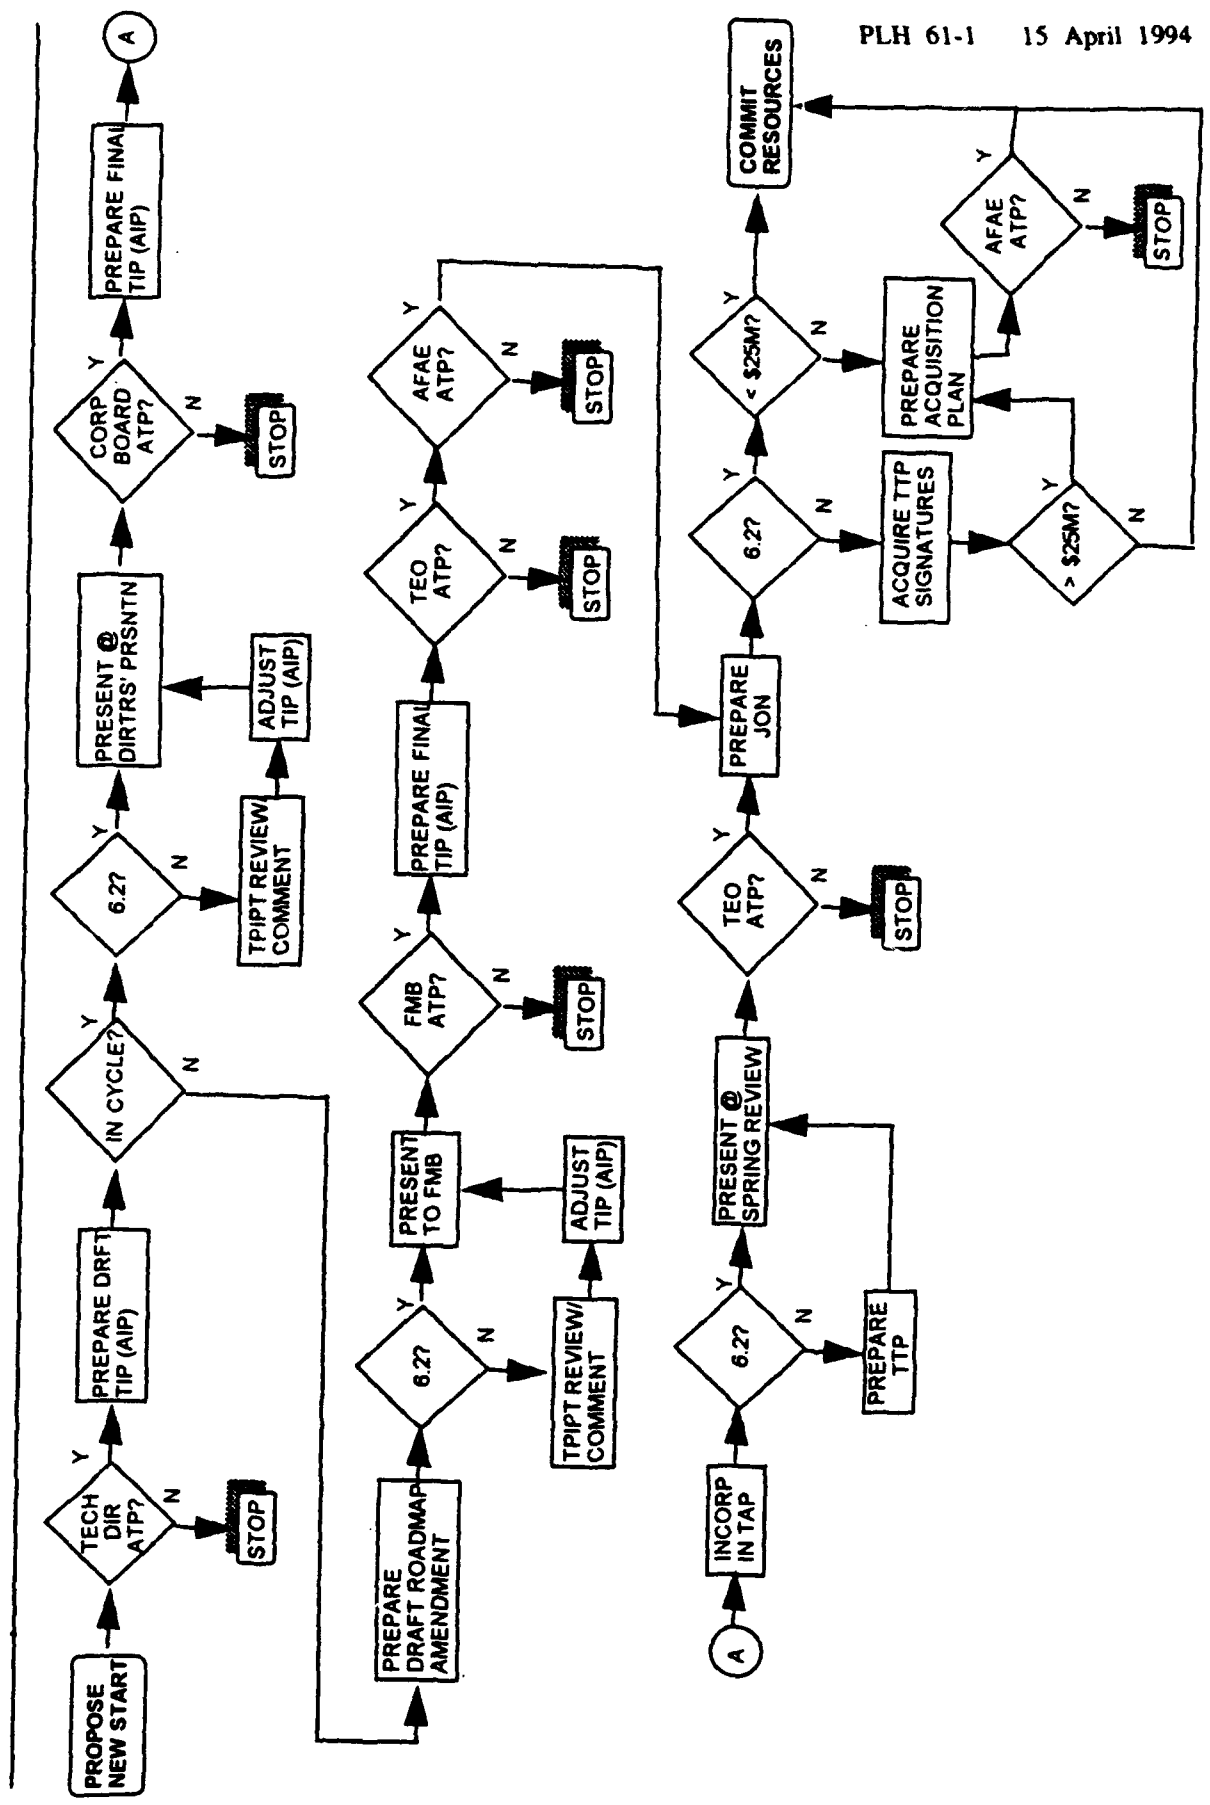 PLH 61-1 15 April 1994
PROPOSE
NEW START
TECH
DIR
ATP?
Y
N
STOP
PREPARE DRFT
TIP (AIP)
IN CYCLE?
Y
N
6.2?
Y
N
TPIPT REVIEW/
COMMENT
ADJUST
TIP (AIP)
PRESENT @
DIRTRS' PRSNTN
CORP
BOARD
ATP?
Y
N
STOP
PREPARE FINAL
TIP (AIP)
A
PREPARE
DRAFT ROADMAP
AMENDMENT
6.2?
Y
N
TPIPT REVIEW/
COMMENT
ADJUST
TIP (AIP)
PRESENT
TO FMB
FMB
ATP?
Y
N
STOP
PREPARE FINAL
TIP (AIP)
TEO
ATP?
Y
N
STOP
AFAE
ATP?
Y
N
STOP
A
INCORP
IN TAP
6.2?
Y
N
PREPARE
TTP
PRESENT @
SPRING REVIEW
TEO
ATP?
Y
N
STOP
PREPARE
JON
6.2?
Y
N
ACQUIRE TTP
SIGNATURES
> $25M?
Y
N
< $25M?
Y
N
PREPARE
ACQUISITION
PLAN
AFAE
ATP?
Y
N
STOP
COMMIT
RESOURCES